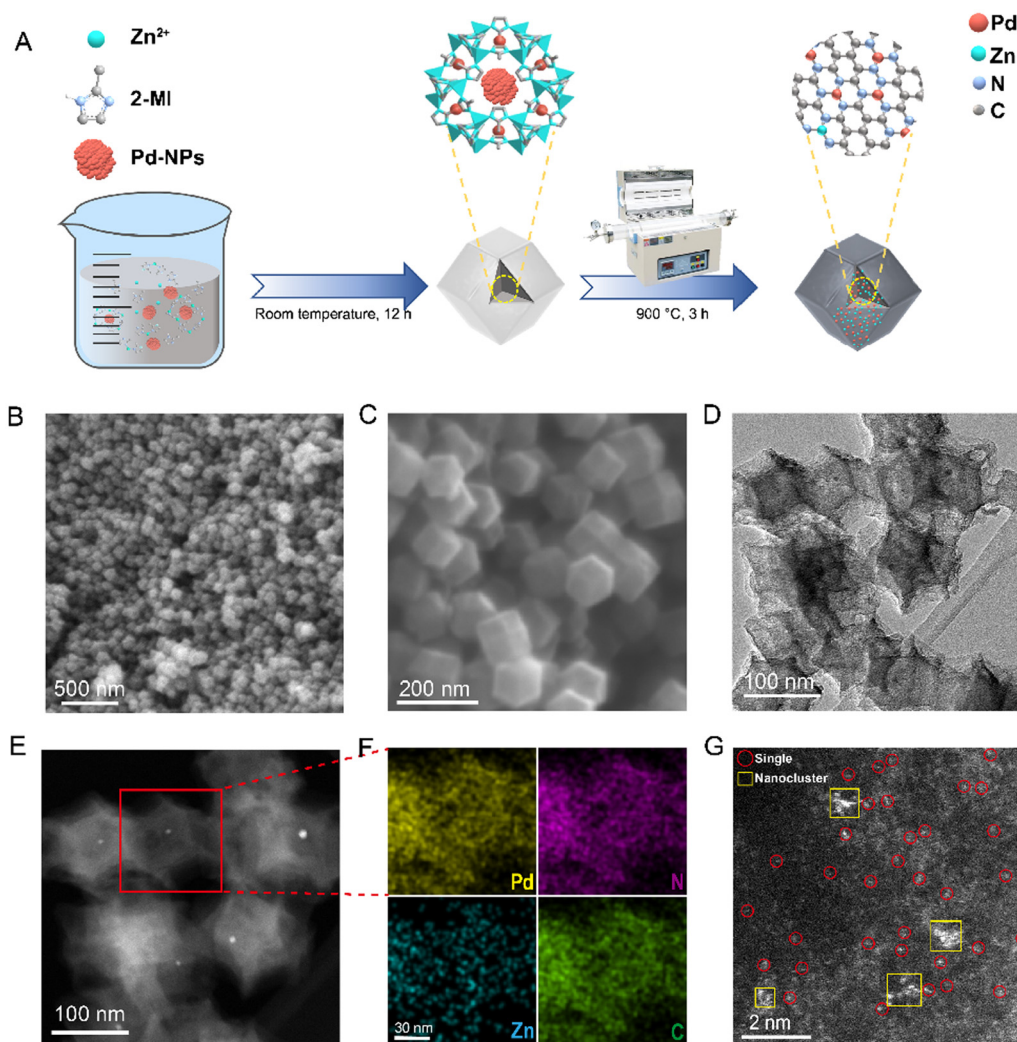 A
Zn²⁺
2-MI
Pd-NPs
Room temperature, 12 h
900 °C, 3 h
Pd
Zn
N
C
B
500 nm
C
200 nm
D
100 nm
E
100 nm
F
Pd
N
Zn
30 nm
C
G
Single
Nanocluster
2 nm